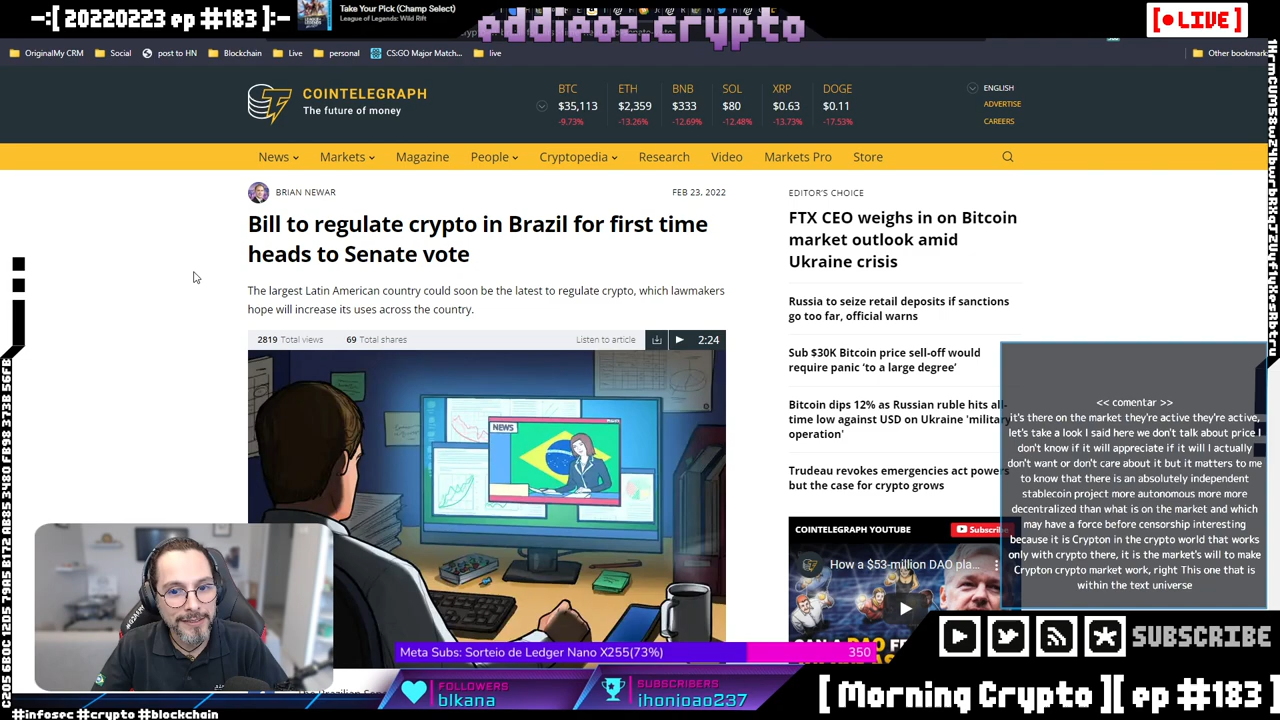 -:[ 20220223 ep #183 ]:-
Take Your Pick (Champ Select)
League of Legends: Wild Rift
eddieoz.crypto
[●LIVE]
OriginalMy CRM
Social
post to HN
Blockchain
Live
personal
CS:GO Major Match...
live
Other bookmark
COINTELEGRAPH
The future of money
BTC ETH BNB SOL XRP DOGE
$35,113 $2,359 $333 $80 $0.63 $0.11
-9.73% -13.26% -12.69% -12.48% -13.73% -17.53%
ENGLISH
ADVERTISE
CAREERS
News Markets Magazine People Cryptopedia Research Video Markets Pro Store
BRIAN NEWAR
FEB 23, 2022
Bill to regulate crypto in Brazil for first time
heads to Senate vote
The largest Latin American country could soon be the latest to regulate crypto, which lawmakers
hope will increase its uses across the country.
2819 Total views
69 Total shares
Listen to article
2:24
NEWS
EDITOR'S CHOICE
FTX CEO weighs in on Bitcoin
market outlook amid
Ukraine crisis
Russia to seize retail deposits if sanctions
go too far, official warns
Sub $30K Bitcoin price sell-off would
require panic ‘to a large degree’
Bitcoin dips 12% as Russian ruble hits all-
time low against USD on Ukraine 'military
operation'
Trudeau revokes emergencies act powers
but the case for crypto grows
COINTELEGRAPH YOUTUBE
Subscribe
How a $53-million DAO pla...
<< comentar >>
it's there on the market they're active they're active,
let's take a look I said here we don't talk about price I
don't know if it will appreciate if it will I actually
don't want or don't care about it but it matters to me
to know that there is an absolutely independent
stablecoin project more autonomous more more
decentralized than what is on the market and which
may have a force before censorship interesting
because it is Crypton in the crypto world that works
only with crypto there, it is the market's will to make
Crypton crypto market work, right This one that is
within the text universe
SUBSCRIBE
Meta Subs: Sorteio de Ledger Nano X255(73%)
350
FOLLOWERS
blkana
SUBSCRIBERS
jhonjoao237
[ Morning Crypto ][ ep #183 ]
#infosec #crypto #blockchain